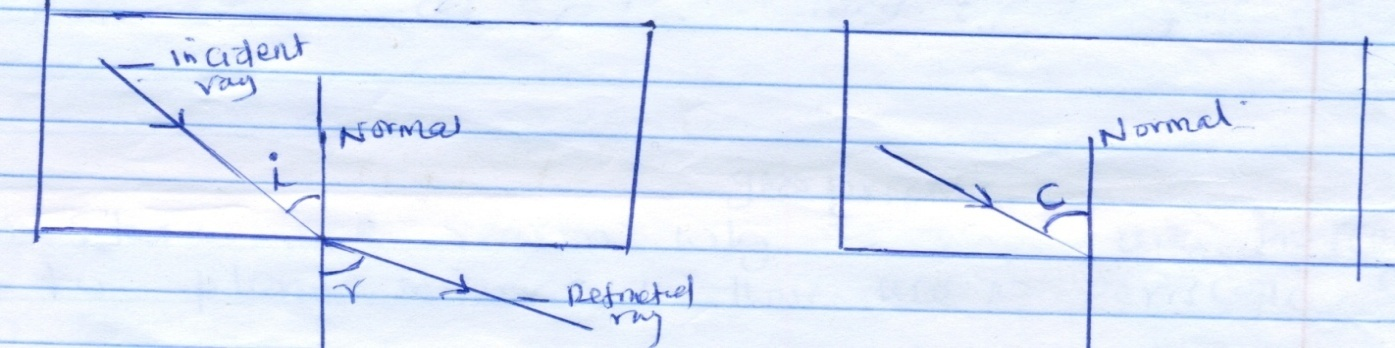 incident
ray
Normal
i
r
Refracted
ray
Normal
C